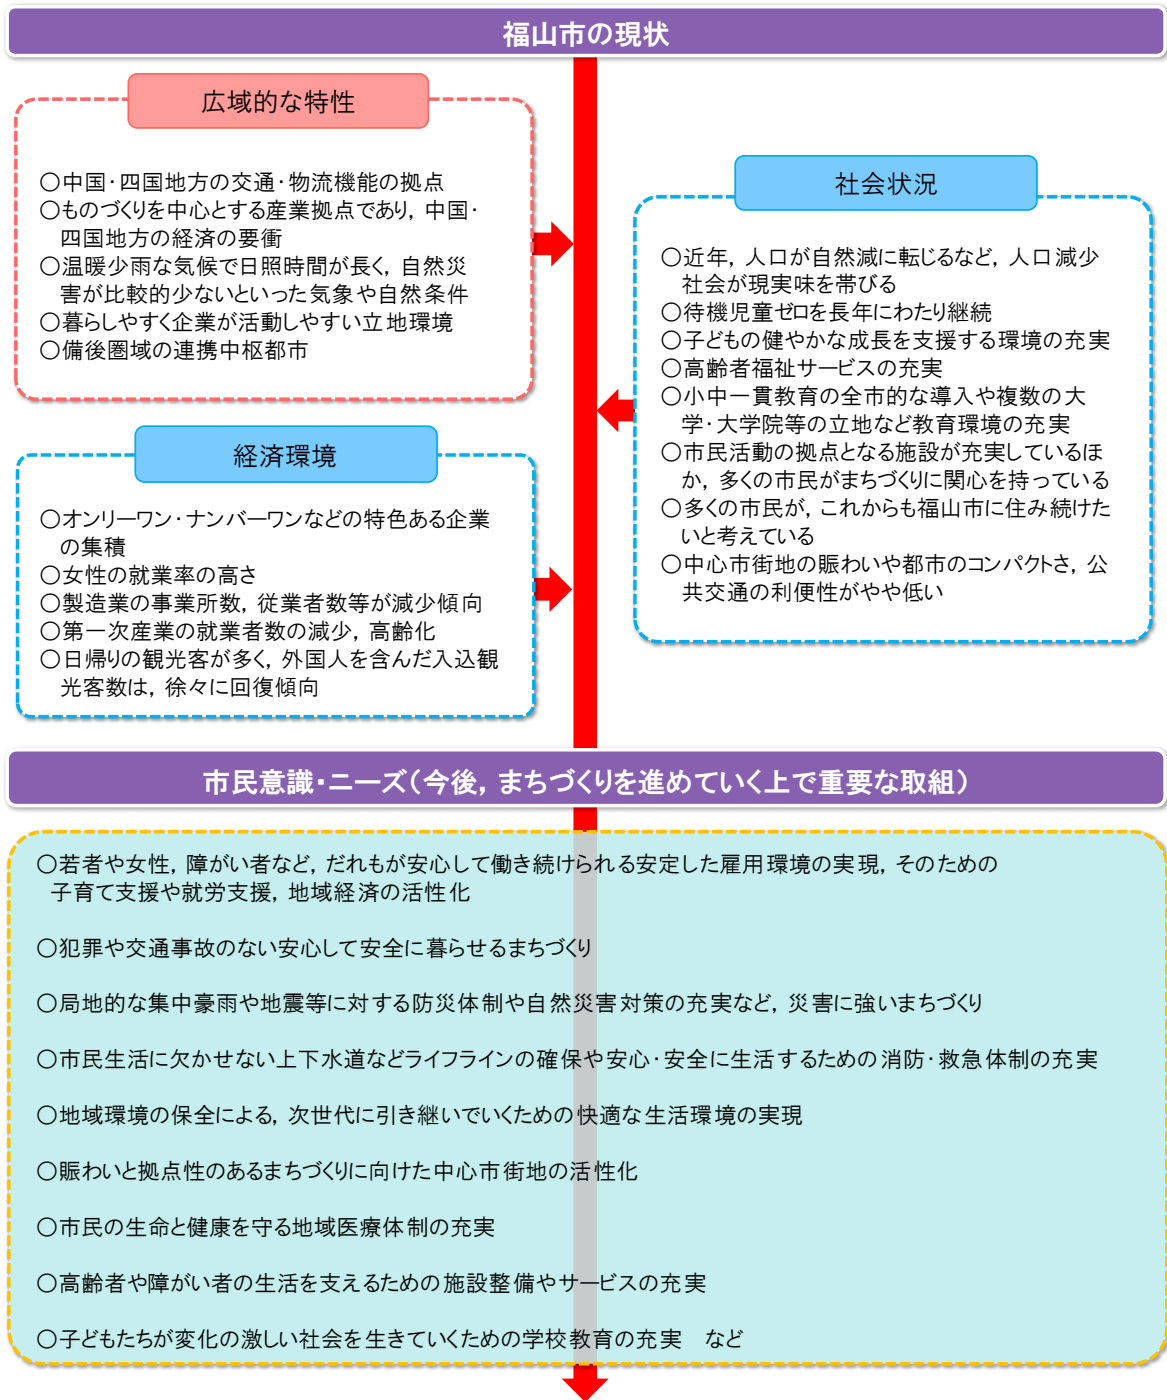 福山市の現状
広域的な特性
○中国・四国地方の交通・物流機能の拠点
○ものづくりを中心とする産業拠点であり，中国・
四国地方の経済の要衝
○温暖少雨な気候で日照時間が長く，自然災
害が比較的少ないといった気象や自然条件
○暮らしやすく企業が活動しやすい立地環境
○備後圏域の連携中枢都市
社会状況
○近年，人口が自然減に転じるなど，人口減少
社会が現実味を帯びる
○待機児童ゼロを長年にわたり継続
○子どもの健やかな成長を支援する環境の充実
○高齢者福祉サービスの充実
○小中一貫教育の全市的な導入や複数の大
学・大学院等の立地など教育環境の充実
○市民活動の拠点となる施設が充実しているほ
か，多くの市民がまちづくりに関心を持っている
○多くの市民が，これからも福山市に住み続けた
いと考えている
○中心市街地の賑わいや都市のコンパクトさ，公
共交通の利便性がやや低い
経済環境
○オンリーワン・ナンバーワンなどの特色ある企業
の集積
○女性の就業率の高さ
○製造業の事業所数，従業者数等が減少傾向
○第一次産業の就業者数の減少，高齢化
○日帰りの観光客が多く，外国人を含んだ入込観
光客数は，徐々に回復傾向
市民意識・ニーズ（今後，まちづくりを進めていく上で重要な取組）
○若者や女性，障がい者など，だれもが安心して働き続けられる安定した雇用環境の実現，そのための
子育て支援や就労支援，地域経済の活性化
○犯罪や交通事故のない安心して安全に暮らせるまちづくり
○局地的な集中豪雨や地震等に対する防災体制や自然災害対策の充実など，災害に強いまちづくり
○市民生活に欠かせない上下水道などライフラインの確保や安心・安全に生活するための消防・救急体制の充実
○地域環境の保全による，次世代に引き継いでいくための快適な生活環境の実現
○賑わいと拠点性のあるまちづくりに向けた中心市街地の活性化
○市民の生命と健康を守る地域医療体制の充実
○高齢者や障がい者の生活を支えるための施設整備やサービスの充実
○子どもたちが変化の激しい社会を生きていくための学校教育の充実　など